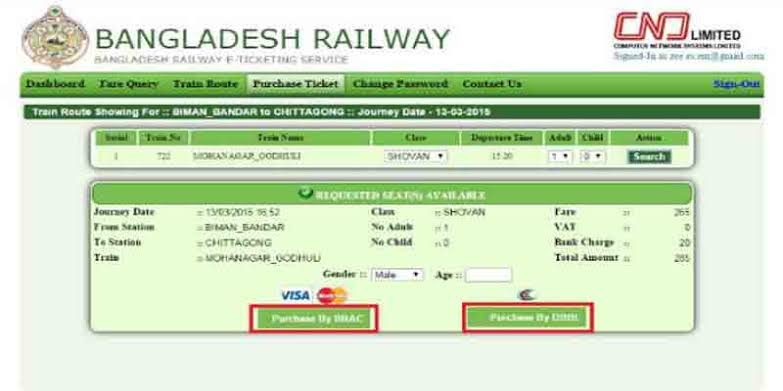 BANGLADESH RAILWAY
BANGLADESH RAILWAY E-TICKETING SERVICE
CND LIMITED
COMPUTER NETWORK SYSTEMS LIMITED
Signed-In as
Dashboard Fare Query Train Route Purchase Ticket Change Password Contact Us Sign-Out
Train Route Showing For :: BIMAN_BANDAR to CHITTAGONG :: Journey Date - 13-03-2015
Serial Train No Train Name Class Departure Time Adult Child Action
1 722 MOHANAGAR_GODHULI SHOVAN 15:20 1 0 Search
REQUESTED SEAT(S) AVAILABLE
Journey Date :: 13/03/2015 16:52 Class :: SHOVAN Fare :: 265
From Station :: BIMAN_BANDAR No Adult :: 1 VAT :: 0
To Station :: CHITTAGONG No Child :: 0 Bank Charge :: 20
Train :: MOHANAGAR_GODHULI Total Amount :: 285
Gender :: Male Age ::
VISA MasterCard
Purchase By BRAC Purchase By DBBL